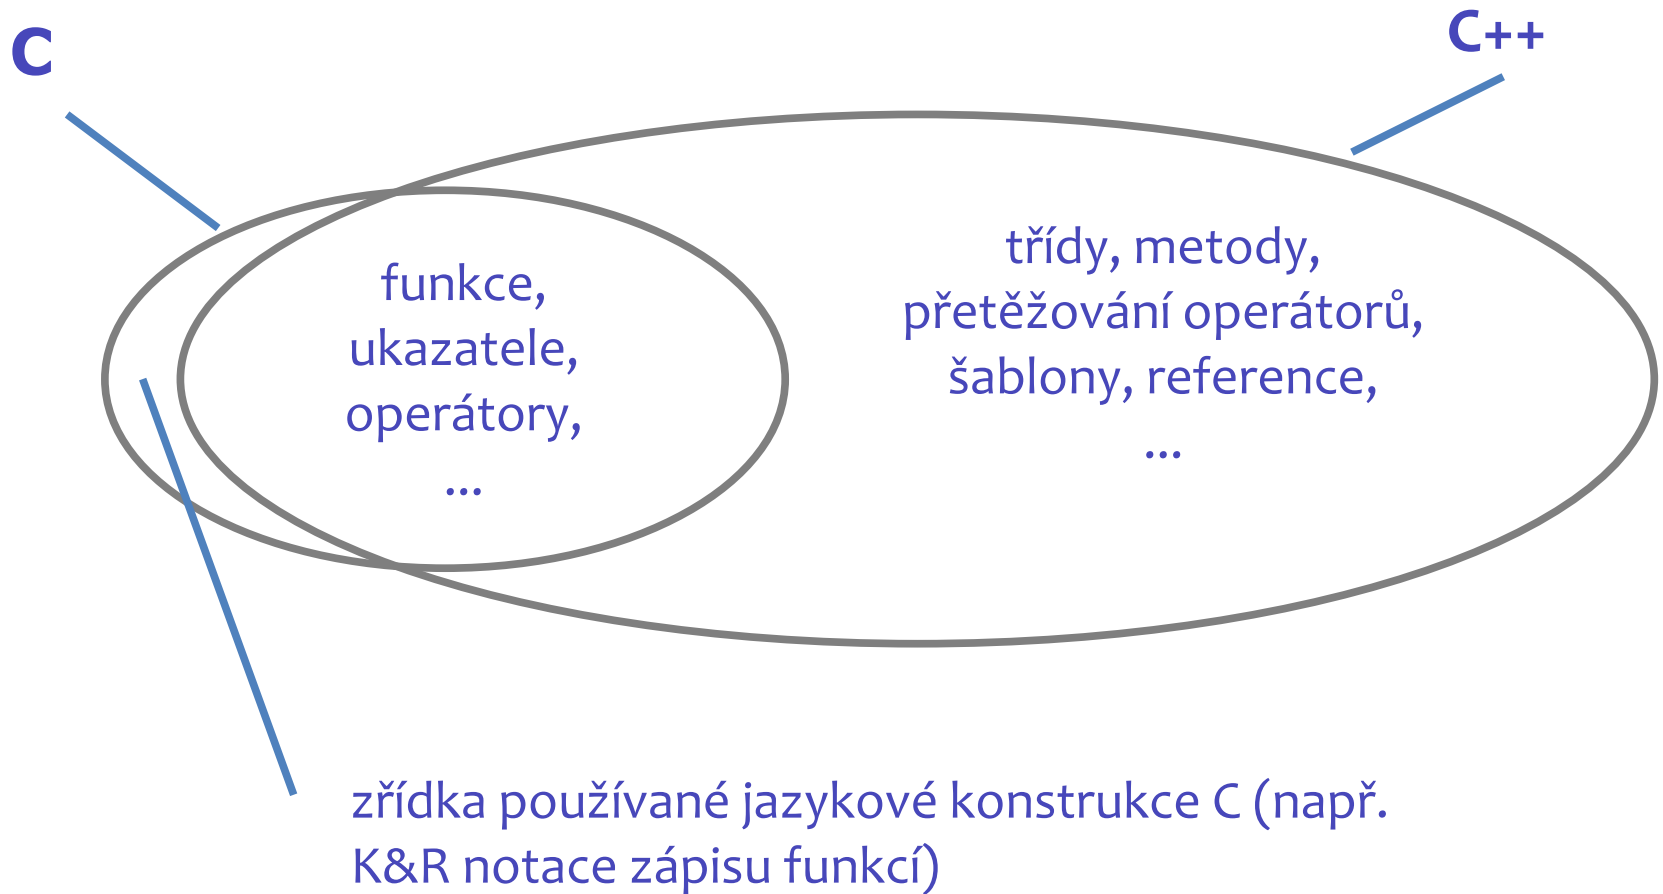 C
C++
funkce,
ukazatele,
operátory,
...
třídy, metody,
přetěžování operátorů,
šablony, reference,
...
zřídka používané jazykové konstrukce C (např.
K&R notace zápisu funkcí)